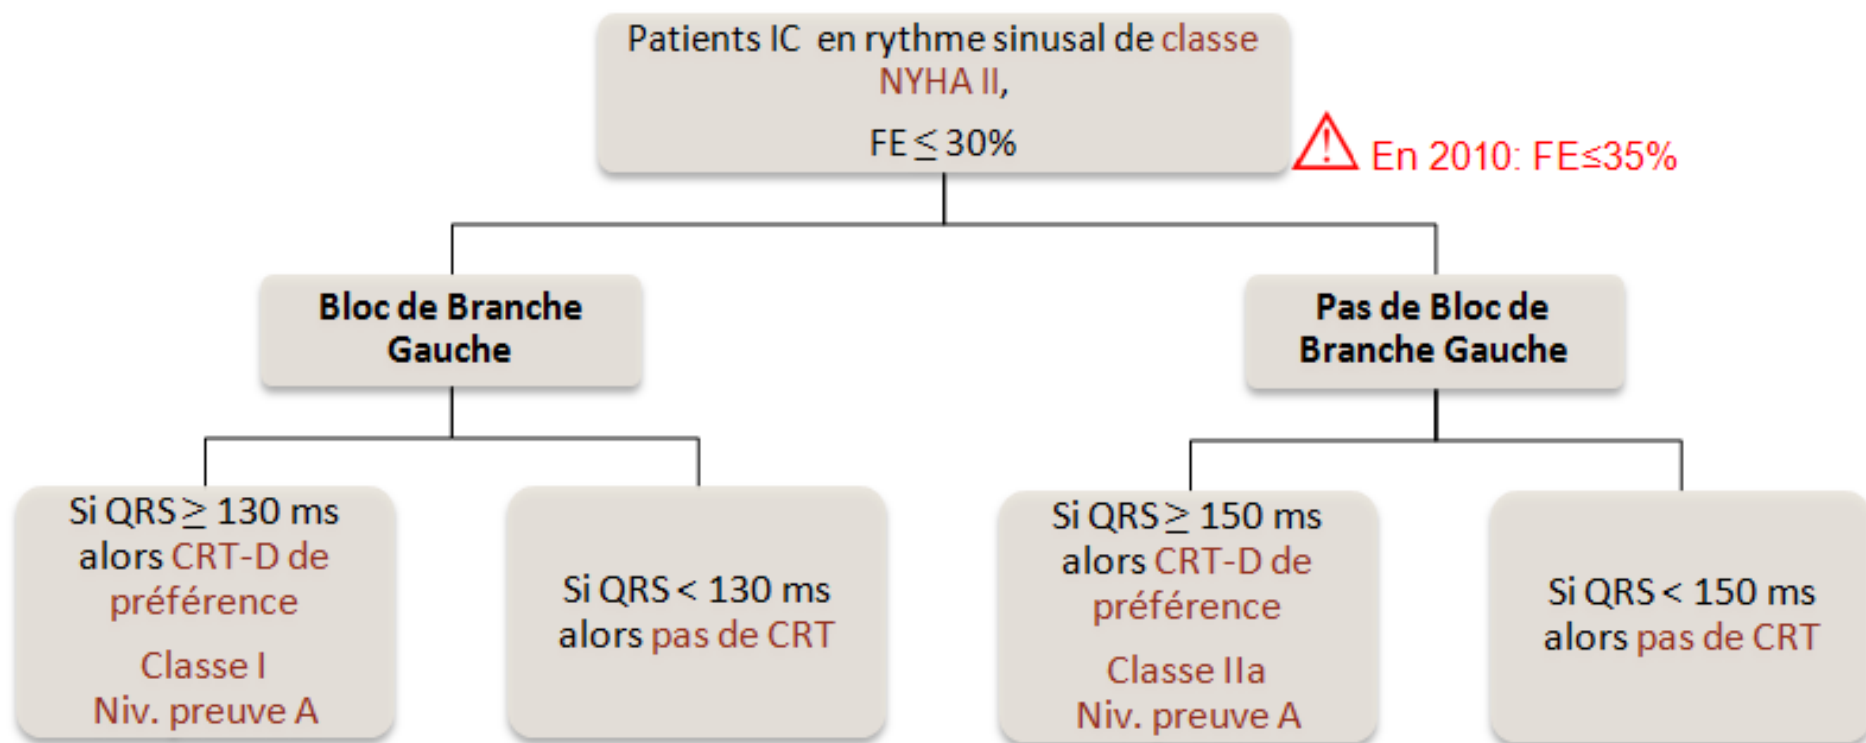 Patients IC en rythme sinusal de classe
NYHA II,
FE ≤ 30%
En 2010: FE≤35%
Bloc de Branche
Gauche
Pas de Bloc de
Branche Gauche
Si QRS ≥ 130 ms
alors CRT-D de
préférence
Classe I
Niv. preuve A
Si QRS < 130 ms
alors pas de CRT
Si QRS ≥ 150 ms
alors CRT-D de
préférence
Classe IIa
Niv. preuve A
Si QRS < 150 ms
alors pas de CRT